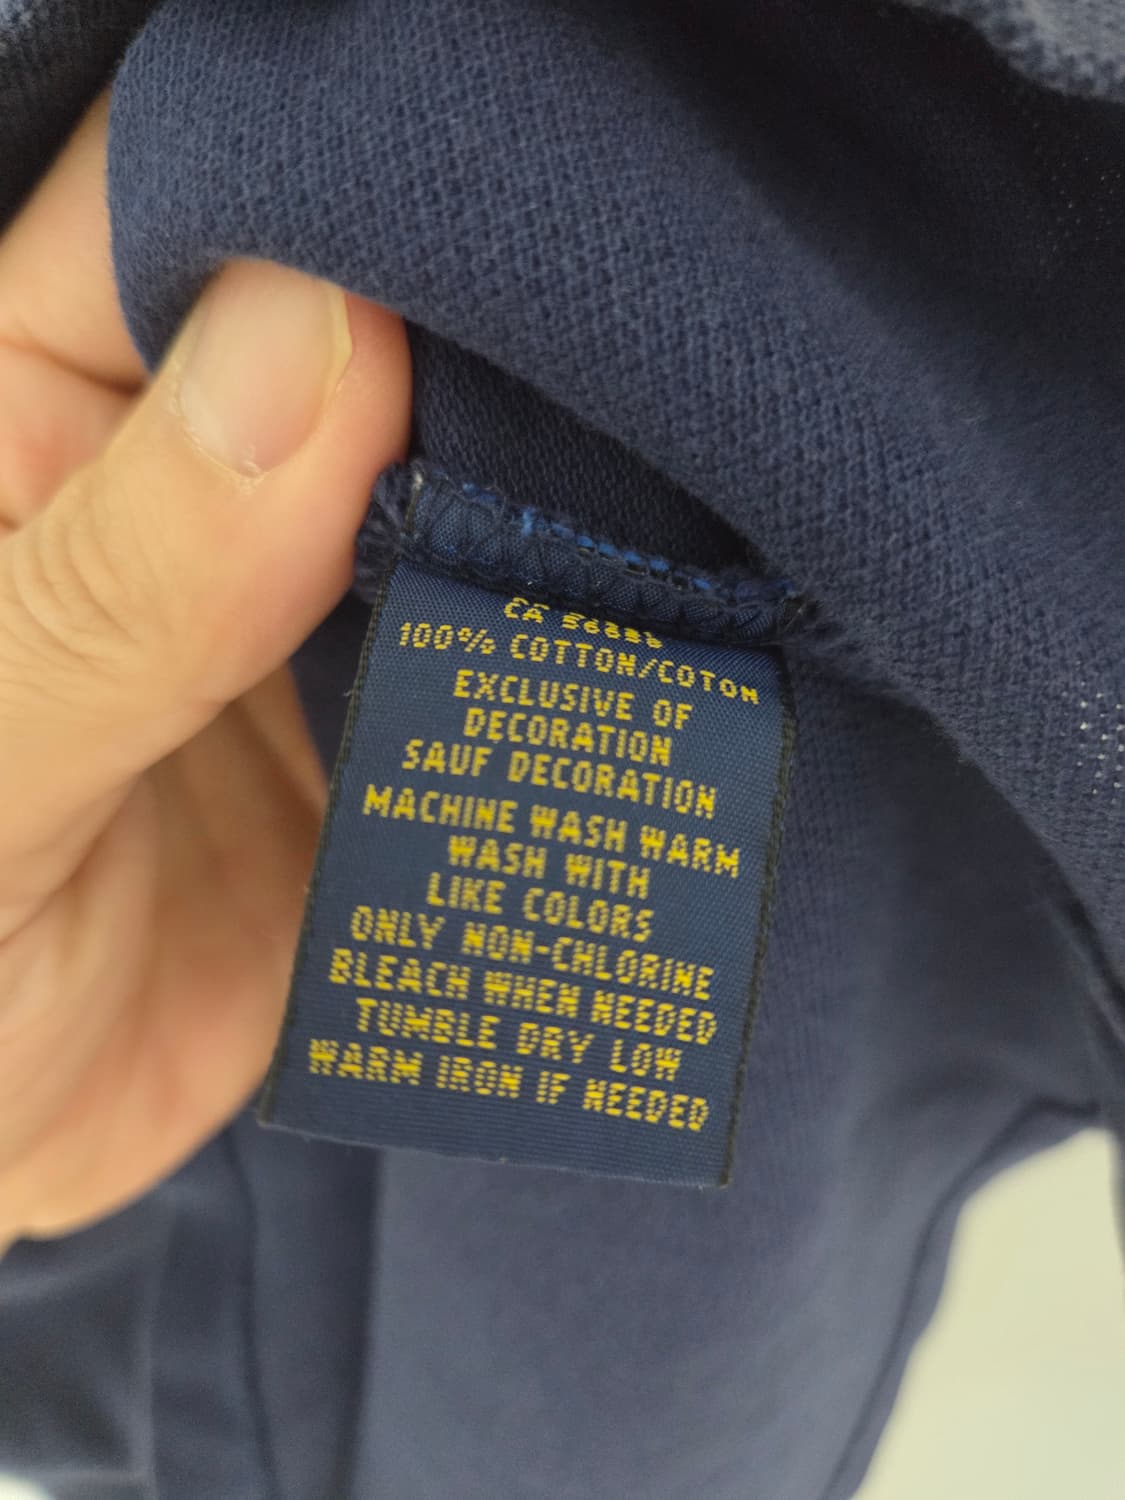 CA
100% COTTON/COTON
EXCLUSIVE OF
DECORATION
SAUF DECORATION
MACHINE WASH WARM
WASH WITH
LIKE COLORS
ONLY NON-CHLORINE
BLEACH WHEN NEEDED
TUMBLE DRY LOW
WARM IRON IF NEEDED